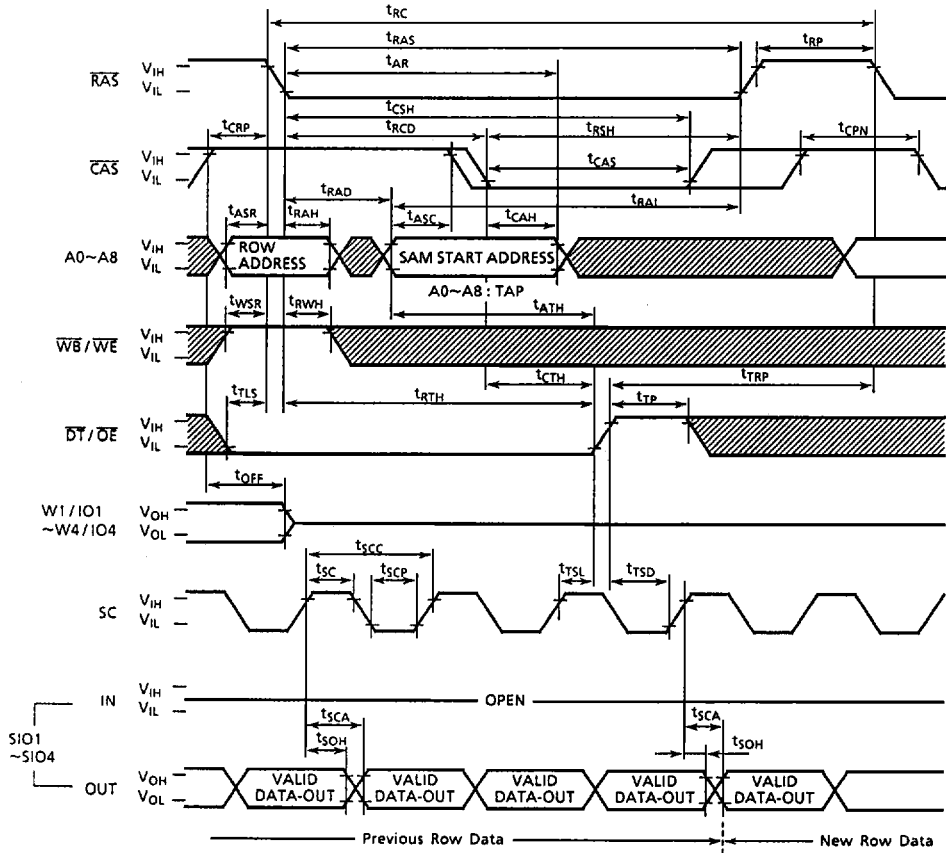 tRC
tRAS
tRP
tAR
RAS VIH
VIL
tCSH
tCRP tRCD tRSH tCPN
CAS VIH
VIL
tCAS
tRAD tRAL
tASR tRAH tASC tCAH
A0~A8 VIH
VIL
ROW
ADDRESS
SAM START ADDRESS
A0~A8 : TAP
tWSR tRWH tATH
WB/WE VIH
VIL
tCTH tTRP
tTLS tRTH tTP
DT/OE VIH
VIL
tOFF
W1/IO1
~W4/IO4
VOH
VOL
tSCC
tSC tSCP tTSL tTSD
SC VIH
VIL
IN VIH
VIL
OPEN
SIO1
~SIO4
tSCA tSCA
tSOH tSOH
OUT VOH
VOL
VALID
DATA-OUT
VALID
DATA-OUT
VALID
DATA-OUT
VALID
DATA-OUT
VALID
DATA-OUT
Previous Row Data New Row Data